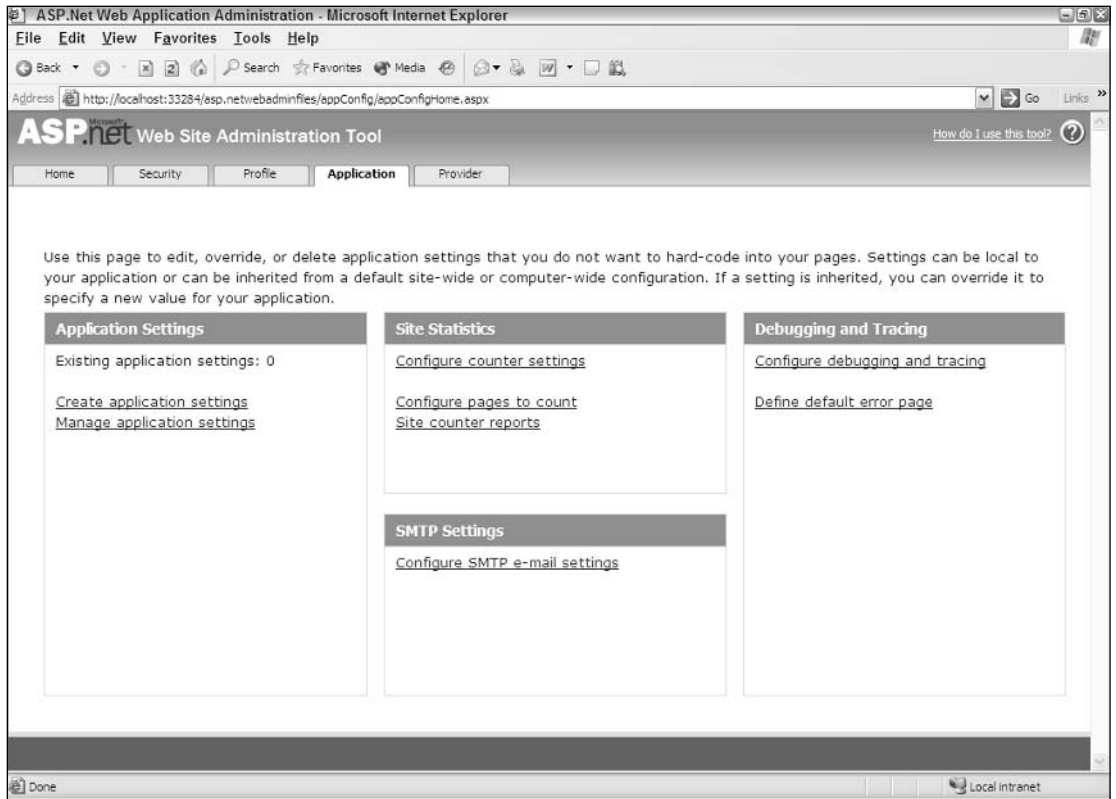 ASP.Net Web Application Administration - Microsoft Internet Explorer
File Edit View Favorites Tools Help
Back Search Favorites Media
Address http://localhost:33284/asp.netwebadminfiles/appConfig/appConfigHome.aspx Go Links »
Microsoft
ASP.net Web Site Administration Tool How do I use this tool? ?
Home Security Profile Application Provider
Use this page to edit, override, or delete application settings that you do not want to hard-code into your pages. Settings can be local to
your application or can be inherited from a default site-wide or computer-wide configuration. If a setting is inherited, you can override it to
specify a new value for your application.
Application Settings
Existing application settings: 0
Create application settings
Manage application settings
Site Statistics
Configure counter settings
Configure pages to count
Site counter reports
SMTP Settings
Configure SMTP e-mail settings
Debugging and Tracing
Configure debugging and tracing
Define default error page
Done Local intranet